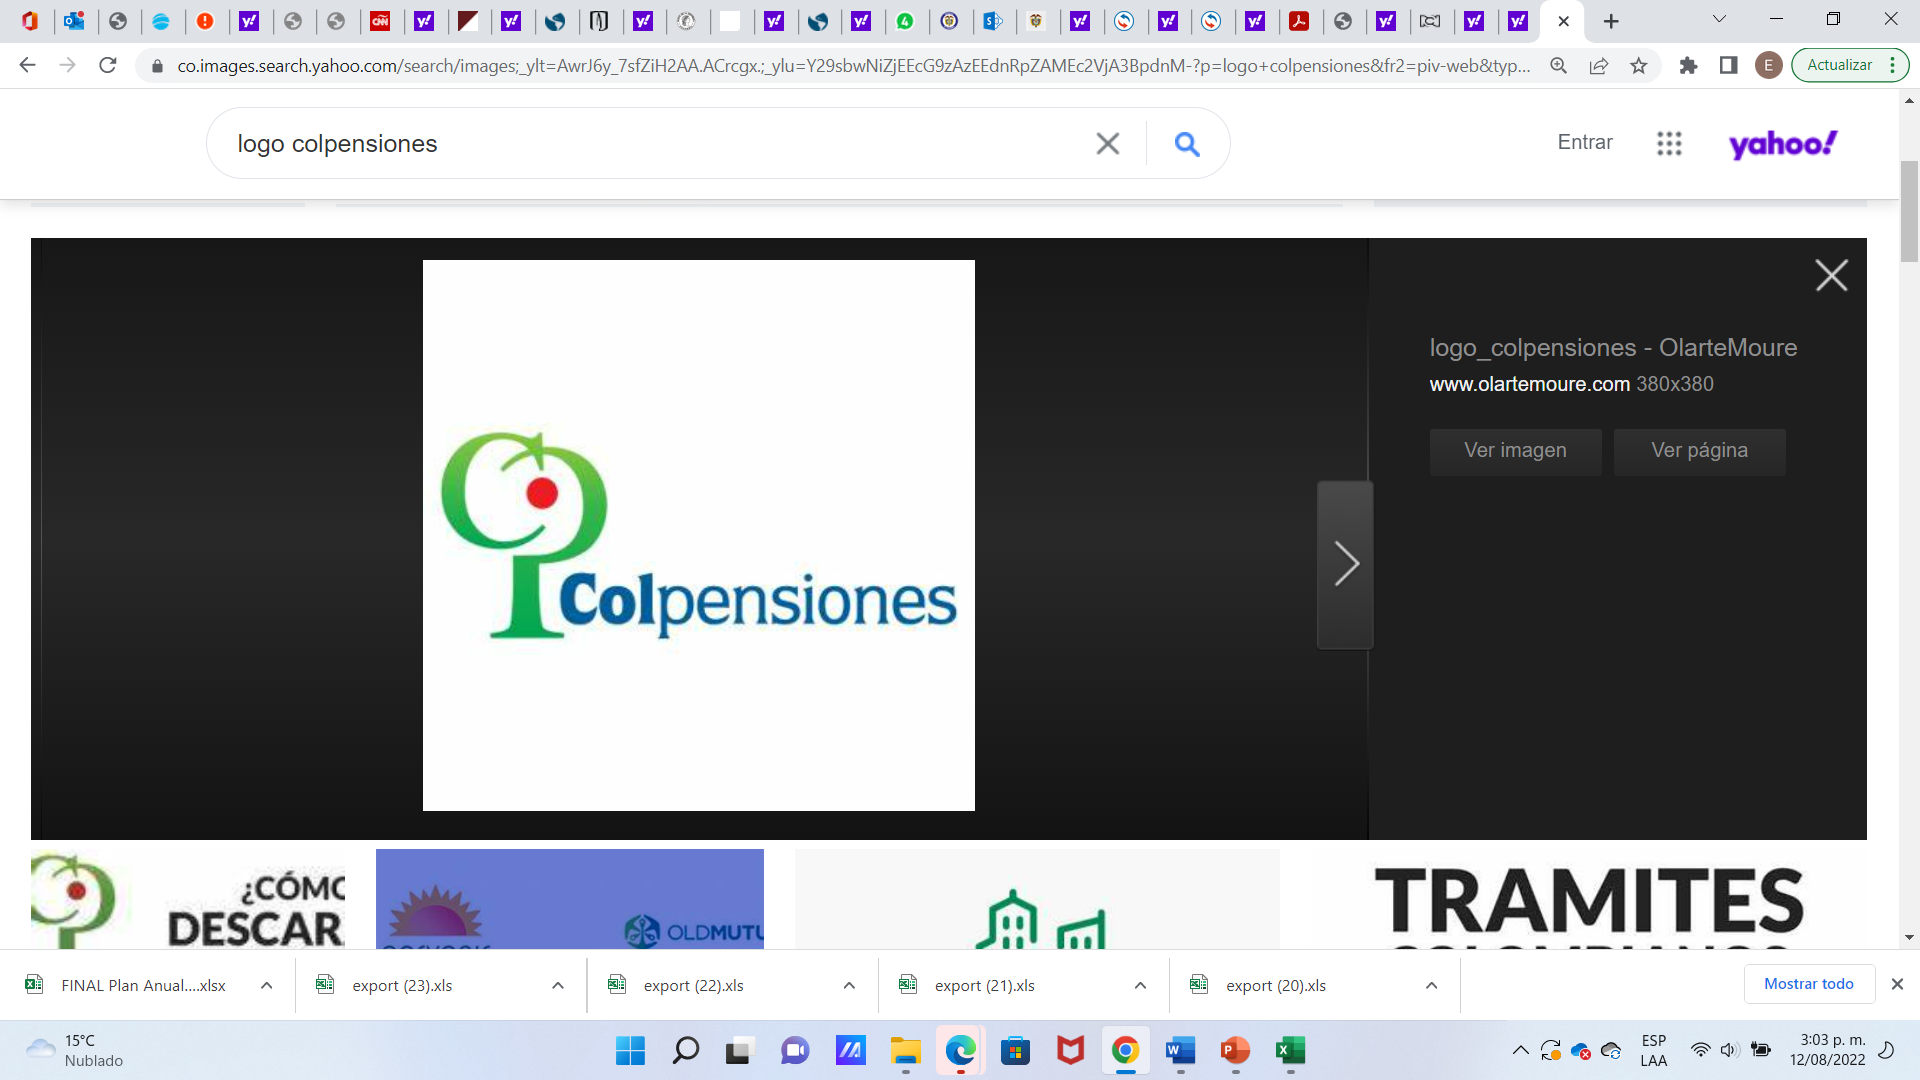 co.images.search.yahoo.com/search/images;_ylt=AwrJ6y_7sfZiH2AA.ACrcgx.;_ylu=Y29sbwNiZjEEcG9zAzEEdnRpZAMEc2VjA3BpdnM-?p=logo+colpensiones&fr2=piv-web&typ...
E
Actualizar
logo colpensiones
Entrar
yahoo!
logo_colpensiones - OlarteMoure
www.olartemoure.com 380x380
Ver imagen
Ver página
Colpensiones
¿CÓMO
DESCAR
OLDMUTU
TRAMITES
COLOMBIANOS
FINAL Plan Anual....xlsx
export (23).xls
export (22).xls
export (21).xls
export (20).xls
Mostrar todo
15°C
Nublado
ESP
LAA
3:03 p. m.
12/08/2022